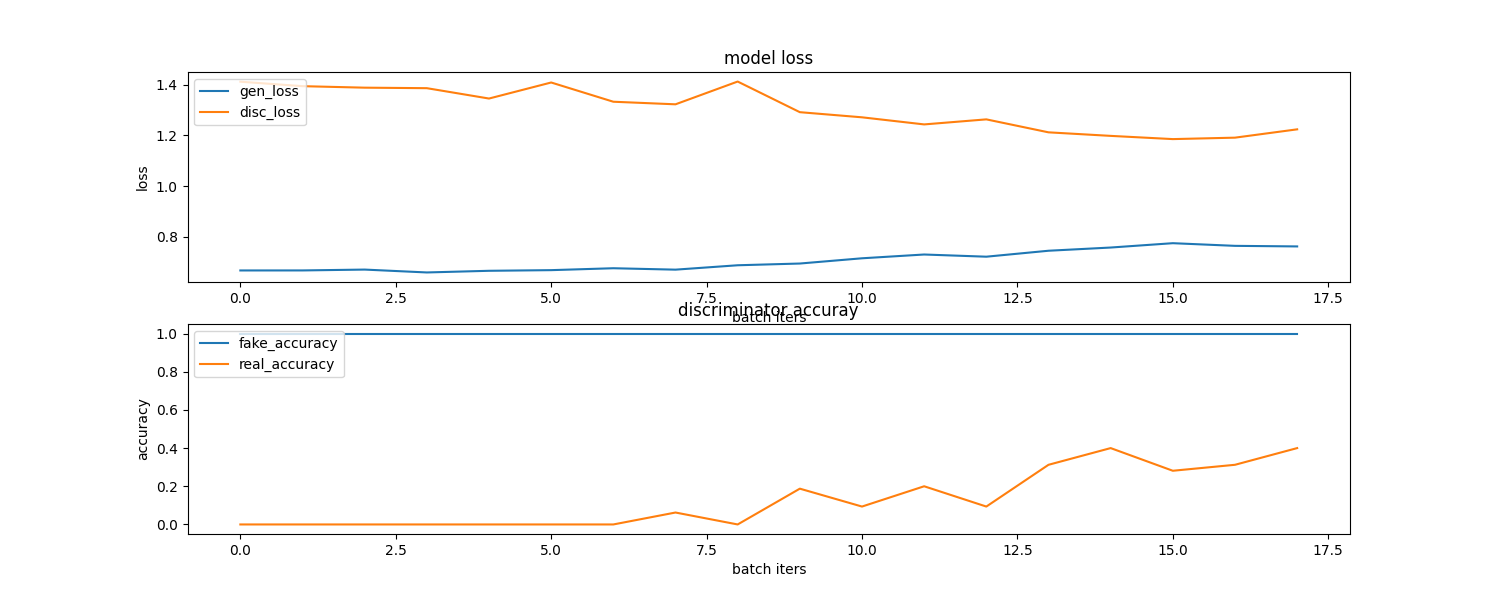 model loss
gen_loss
disc_loss
loss
1.4
1.2
1.0
0.8
0.0 2.5 5.0 7.5 10.0 12.5 15.0 17.5
batch iters
discriminator accuray
fake_accuracy
real_accuracy
accuracy
1.0
0.8
0.6
0.4
0.2
0.0
0.0 2.5 5.0 7.5 10.0 12.5 15.0 17.5
batch iters